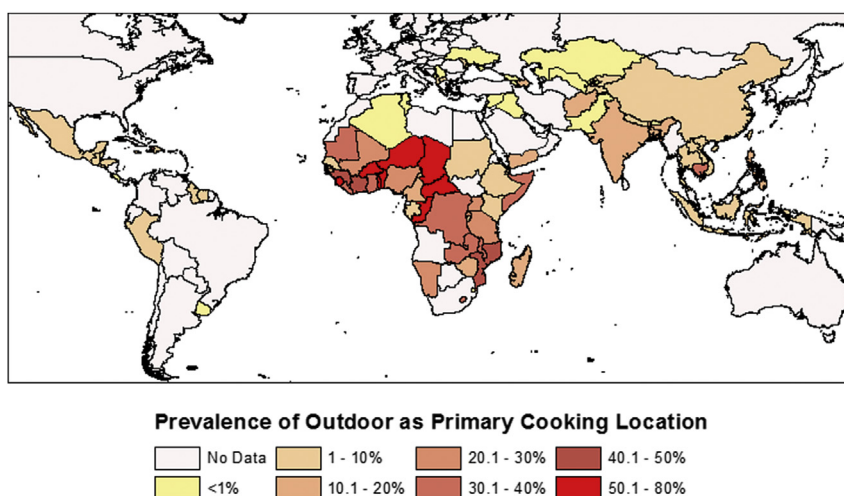 Prevalence of Outdoor as Primary Cooking Location
No Data 1 - 10% 20.1 - 30% 40.1 - 50%
<1% 10.1 - 20% 30.1 - 40% 50.1 - 80%